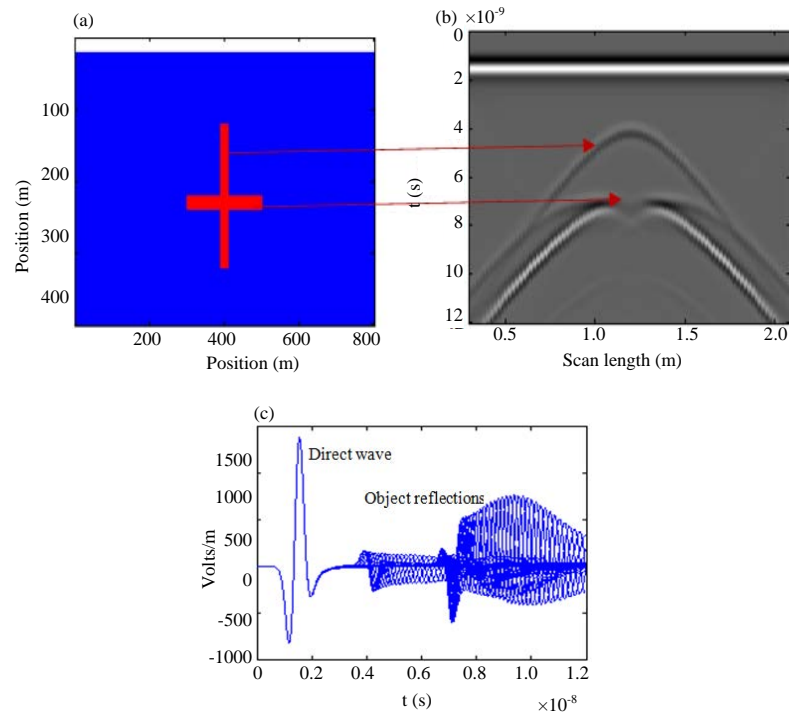 (a)
100
200
300
400
Position (m)
200 400 600 800
Position (m)
(b) ×10⁻⁹
0
2
4
6
8
10
12
t (s)
0.5 1.0 1.5 2.0
Scan length (m)
(c)
Direct wave
Object reflections
1500
1000
500
0
-500
-1000
Volts/m
0 0.2 0.4 0.6 0.8 1.0 1.2
t (s)
×10⁻⁸